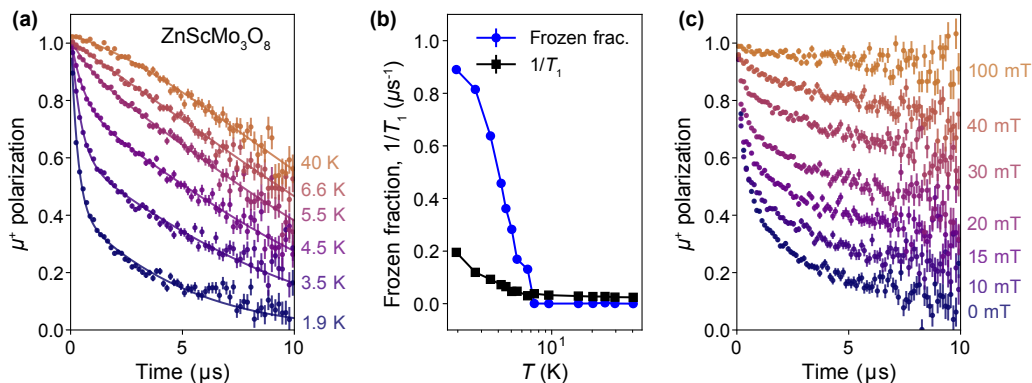 (a)
ZnScMo₃O₈
μ⁺ polarization
1.0
0.8
0.6
0.4
0.2
0.0
40 K
6.6 K
5.5 K
4.5 K
3.5 K
1.9 K
0
5
10
Time (μs)
(b)
Frozen fraction, 1/T₁ (μs⁻¹)
1.0
0.8
0.6
0.4
0.2
0.0
Frozen frac.
1/T₁
10¹
T (K)
(c)
μ⁺ polarization
1.0
0.8
0.6
0.4
0.2
0.0
100 mT
40 mT
30 mT
20 mT
15 mT
10 mT
0 mT
0
5
10
Time (μs)